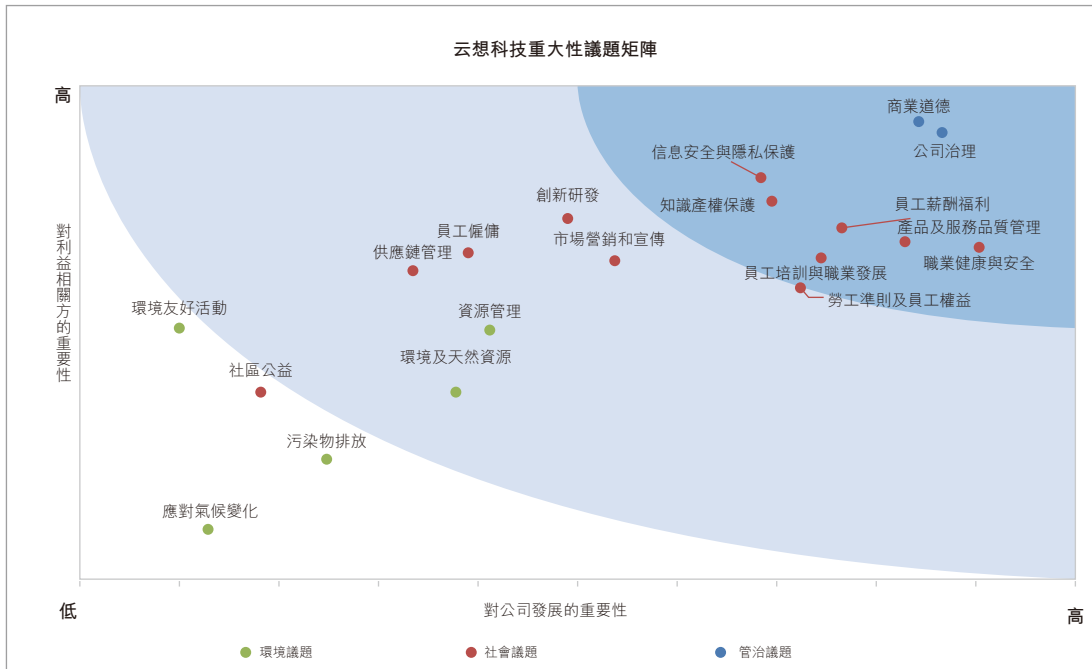 云想科技重大性議題矩陣
高
商業道德
公司治理
信息安全與隱私保護
知識產權保護
創新研發
員工薪酬福利
產品及服務品質管理
市場營銷和宣傳
員工僱傭
供應鏈管理
職業健康與安全
員工培訓與職業發展
勞工準則及員工權益
對利益相關方的重要性
環境友好活動
資源管理
環境及天然資源
社區公益
污染物排放
應對氣候變化
低
對公司發展的重要性
高
環境議題
社會議題
管治議題